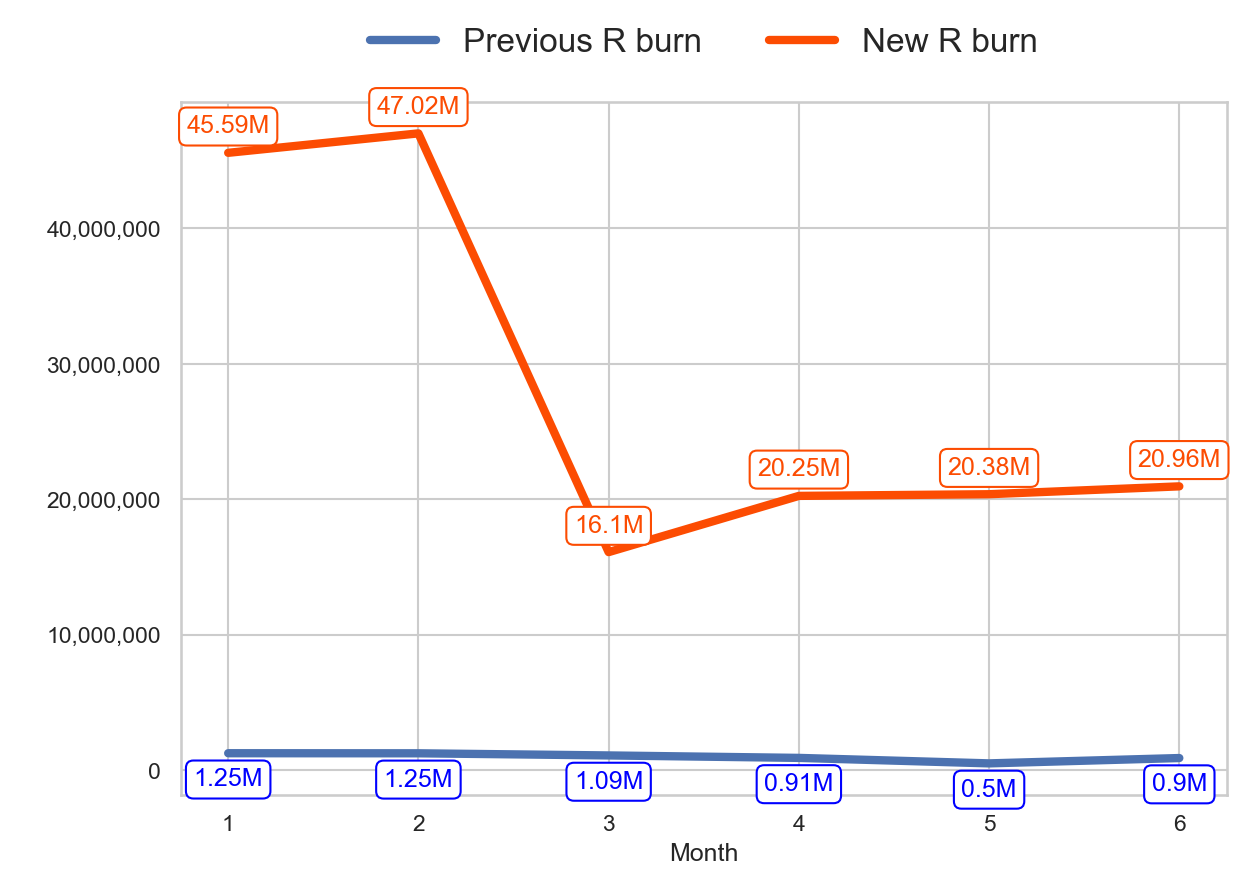 Previous R burn New R burn
45.59M
47.02M
40,000,000
30,000,000
20.25M
20.38M
20.96M
20,000,000
16.1M
10,000,000
0
1.25M
1.25M
1.09M
0.91M
0.5M
0.9M
1 2 3 4 5 6
Month